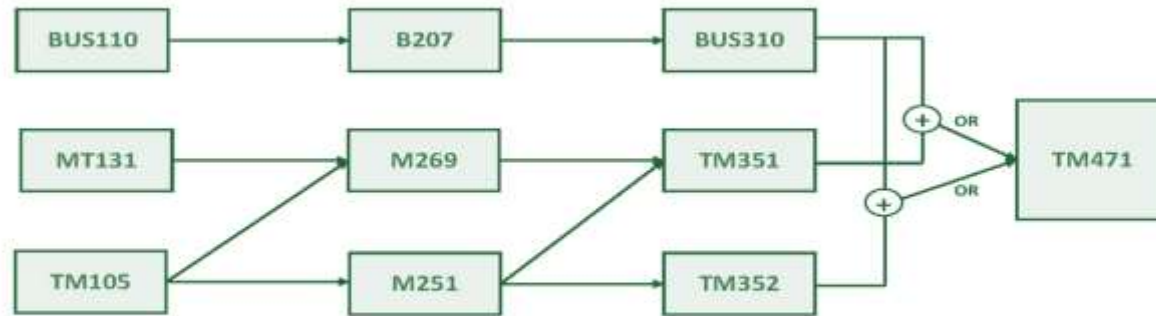 BUS110
B207
BUS310
MT131
M269
TM351
+
OR
TM471
+
OR
TM105
M251
TM352